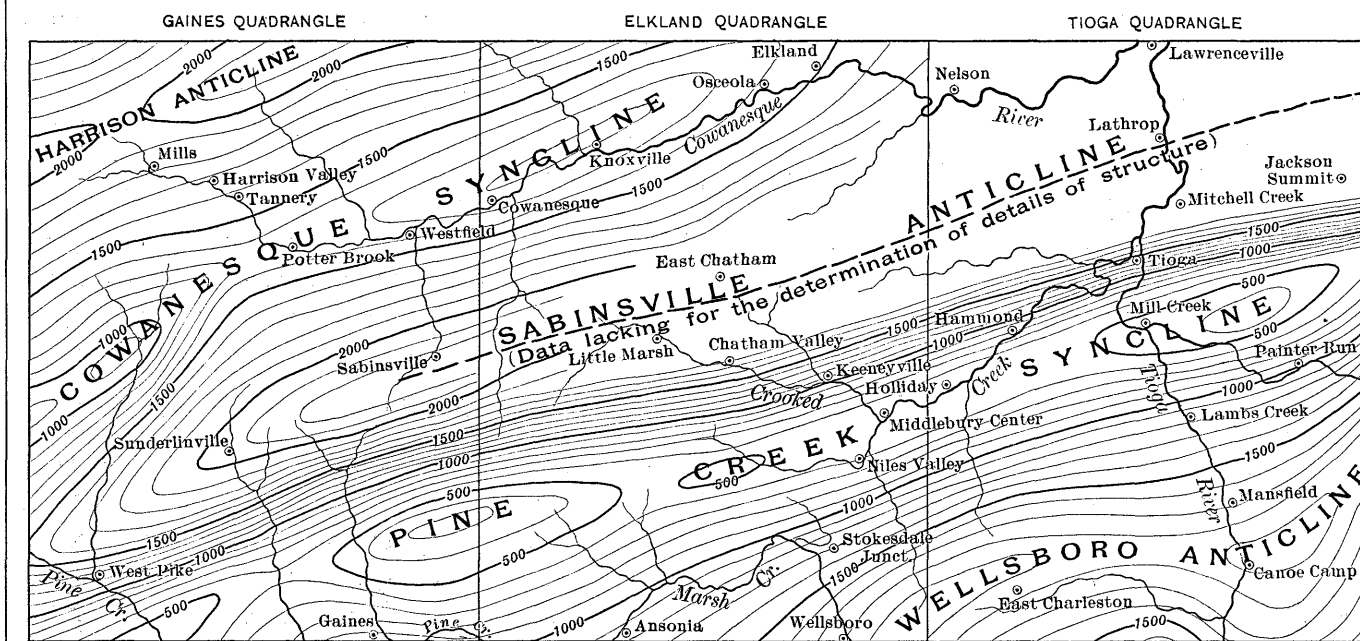 GAINES QUADRANGLE
ELKLAND QUADRANGLE
TIOGA QUADRANGLE
HARRISON ANTICLINE
2000
2000
2000
1500
Elkland
Osceola
Cowanesque
River
Nelson
Lawrenceville
Lathrop
Jackson
Summit
Mitchell Creek
Mills
Harrison Valley
Tannery
1500
Knoxville
1500
Cowanesque
Westfield
Potter Brook
1500
COWANESQUE SYNCLINE
1000
1500
1000
East Chatham
SABINSVILLE ANTICLINE
(Data lacking for the determination of details of structure)
1500
1000
Tioga
500
Mill Creek
500
Hammond
2000
Sabinsville
Little Marsh
Chatham Valley
1500
1000
Keeneyville
Holliday
Crooked
Creek
Painter Run
1000
Tioga
River
Lambs Creek
2000
1500
1000
Sunderlinville
Middlebury Center
Niles Valley
500
PINE CREEK SYNCLINE
500
500
1000
1500
Mansfield
1500
1000
West Pike
Pine
Cr.
500
Stokesdale
Junct.
1500
Marsh
Cr.
WELLSBORO ANTICLINE
Canoe Camp
East Charleston
1500
Gaines
Pine Cr.
1000
Ansonia
Wellsboro